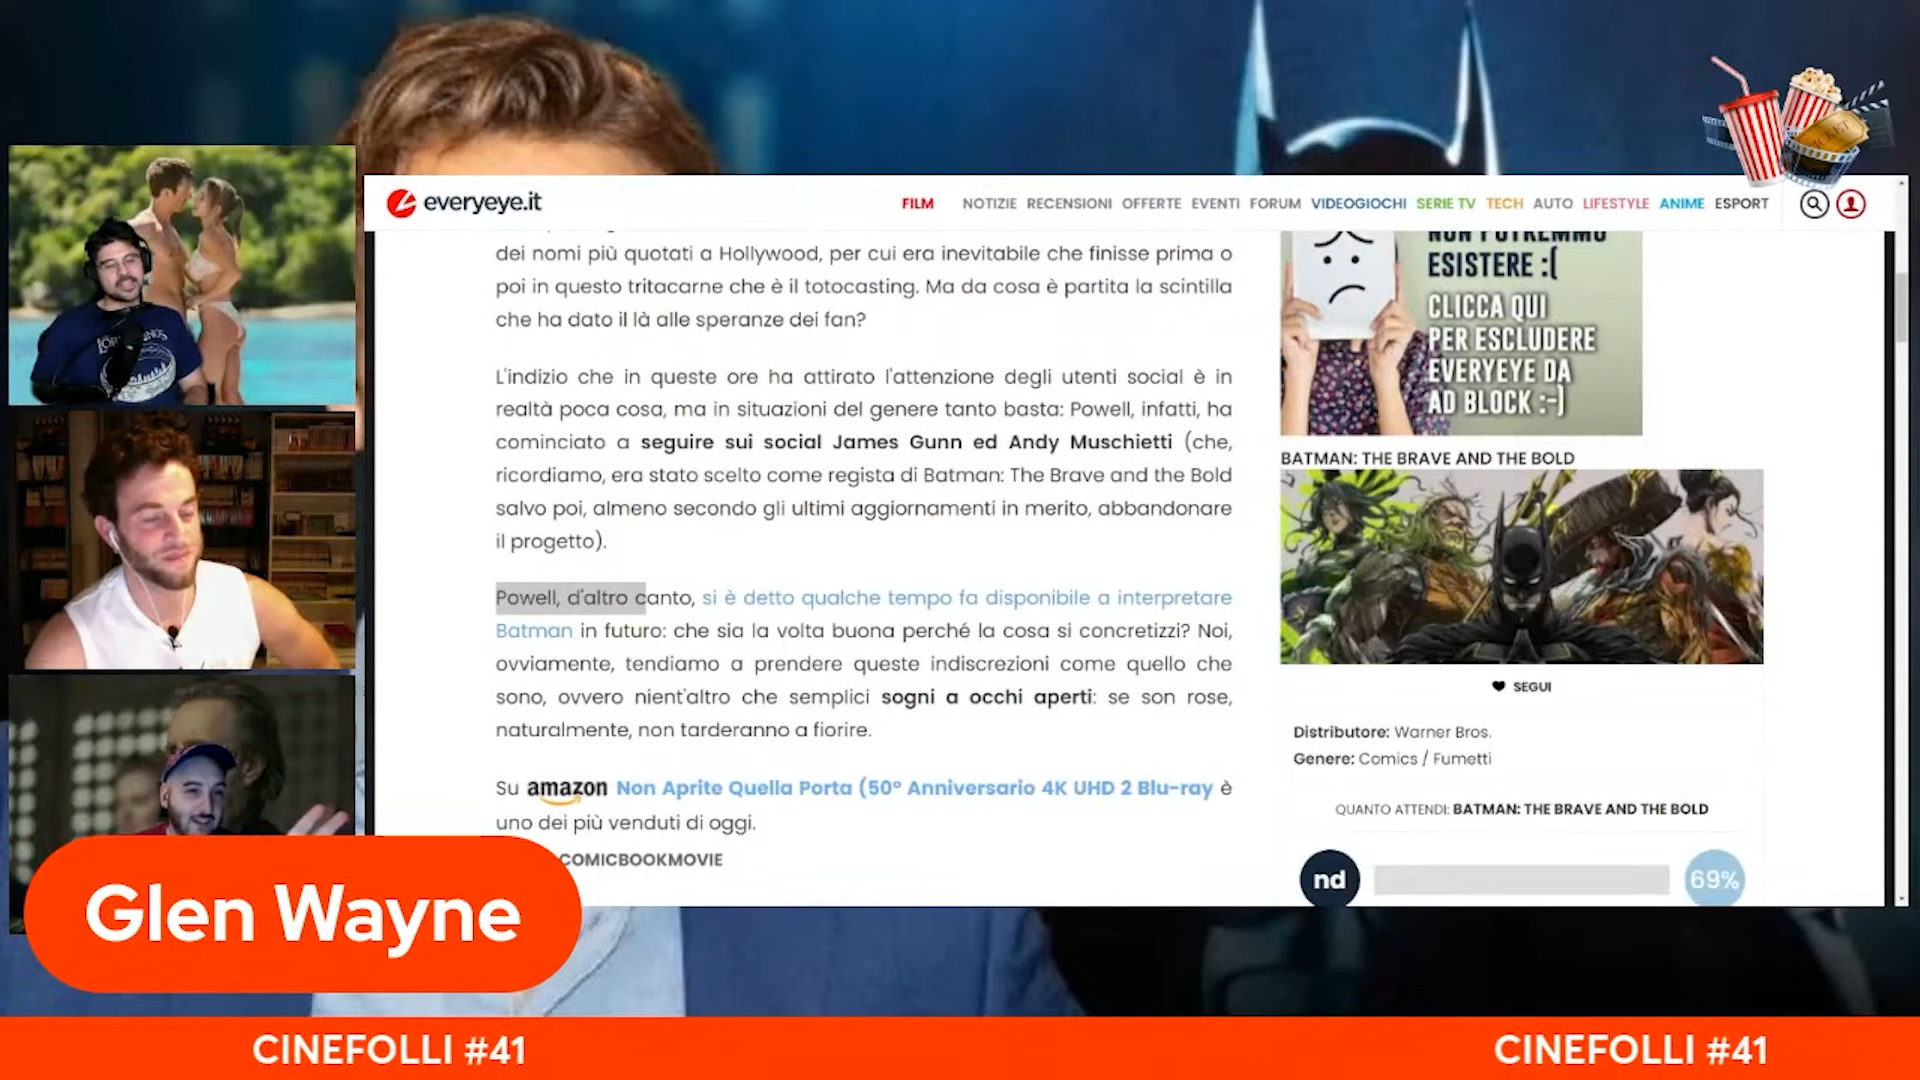 everyeye.it
FILM NOTIZIE RECENSIONI OFFERTE EVENTI FORUM VIDEOGIOCHI SERIE TV TECH AUTO LIFESTYLE ANIME ESPORT
dei nomi più quotati a Hollywood, per cui era inevitabile che finisse prima o
poi in questo tritacarne che è il totocasting. Ma da cosa è partita la scintilla
che ha dato il là alle speranze dei fan?
L'indizio che in queste ore ha attirato l'attenzione degli utenti social è in
realtà poca cosa, ma in situazioni del genere tanto basta: Powell, infatti, ha
cominciato a seguire sui social James Gunn ed Andy Muschietti (che,
ricordiamo, era stato scelto come regista di Batman: The Brave and the Bold
salvo poi, almeno secondo gli ultimi aggiornamenti in merito, abbandonare
il progetto).
Powell, d'altro canto, si è detto qualche tempo fa disponibile a interpretare
Batman in futuro: che sia la volta buona perché la cosa si concretizzi? Noi,
ovviamente, tendiamo a prendere queste indiscrezioni come quello che
sono, ovvero nient'altro che semplici sogni a occhi aperti: se son rose,
naturalmente, non tarderanno a fiorire.
Su amazon Non Aprite Quella Porta (50° Anniversario 4K UHD 2 Blu-ray è
uno dei più venduti di oggi.
COMICBOOKMOVIE
NON POTREMMO
ESISTERE :(
CLICCA QUI
PER ESCLUDERE
EVERYEYE DA
AD BLOCK :-)
BATMAN: THE BRAVE AND THE BOLD
SEGUI
Distributore: Warner Bros.
Genere: Comics / Fumetti
QUANTO ATTENDI: BATMAN: THE BRAVE AND THE BOLD
nd 69%
Glen Wayne
CINEFOLLI #41
CINEFOLLI #41